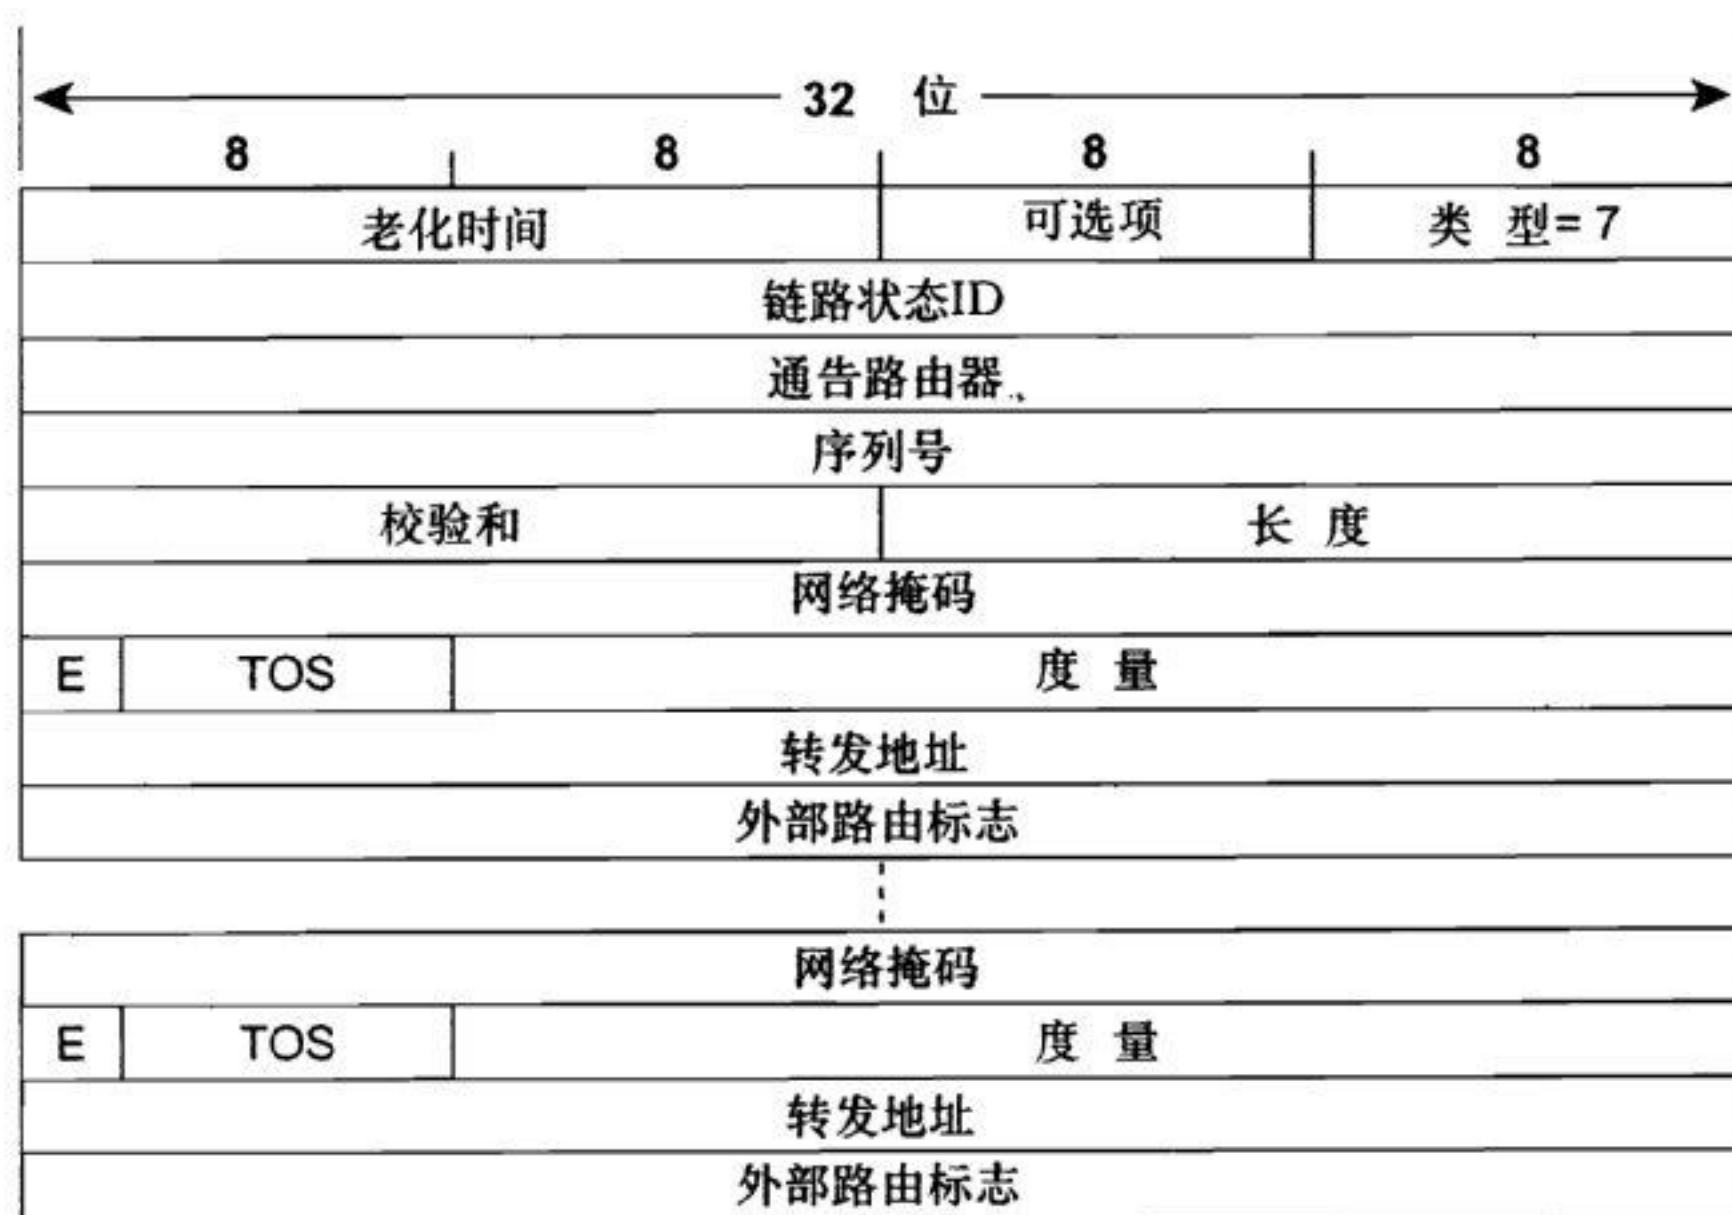 32 位
8 8 8 8
老化时间 可选项 类 型= 7
链路状态ID
通告路由器
序列号
校验和 长 度
网络掩码
E TOS 度 量
转发地址
外部路由标志
网络掩码
E TOS 度 量
转发地址
外部路由标志